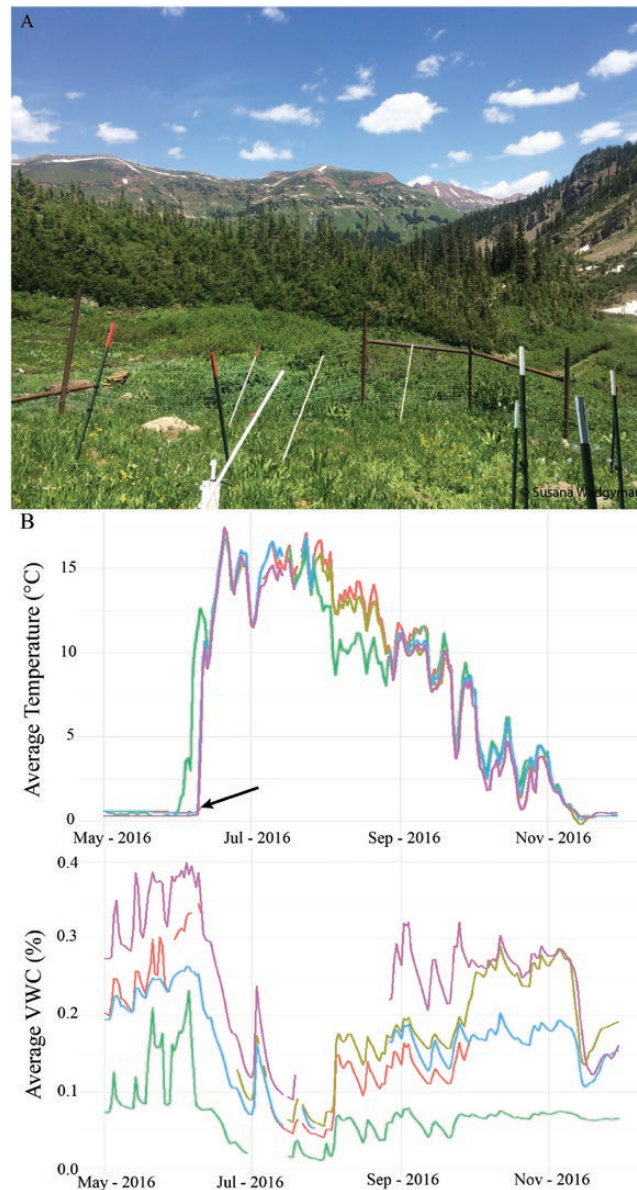 A
© Susana Wadgymar
B
Average Temperature (°C)
15
10
5
0
May - 2016 Jul - 2016 Sep - 2016 Nov - 2016
Average VWC (%)
0.4
0.3
0.2
0.1
0.0
May - 2016 Jul - 2016 Sep - 2016 Nov - 2016